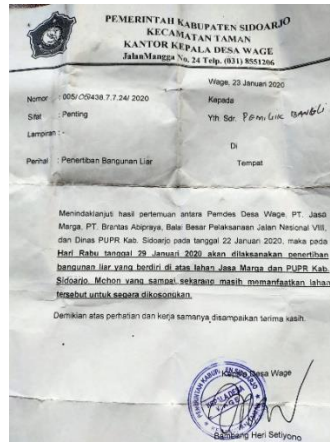 PEMERINTAH KABUPATEN SIDOARJO
KECAMATAN TAMAN
KANTOR KEPALA DESA WAGE
JalanMangga No. 24 Telp. (031) 8551206
Wage, 23 Januari 2020
Nomor : 005/05/438.7.7.24/ 2020
Kepada
Sifat : Penting
Yth. Sdr. PEMILIK BANGU
Lampiran : -
Di
Perihal : Penertiban Bangunan Liar
Tempat
Menindaklanjuti hasil pertemuan antara Pemdes Desa Wage, PT. Jasa
Marga, PT. Brantas Abipraya, Balai Besar Pelaksanaan Jalan Nasional VIII,
dan Dinas PUPR Kab. Sidoarjo pada tanggal 22 Januari 2020, maka pada
Hari Rabu tanggal 29 Januari 2020 akan dilaksanakan penertiban
bangunan liar yang berdiri di atas lahan Jasa Marga dan PUPR Kab.
Sidoarjo. Mohon yang sampai sekarang masih memanfaatkan lahan
tersebut untuk segera dikosongkan.
Demikian atas perhatian dan kerja samanya disampaikan terima kasih.
Kepala Desa Wage
Bambang Heri Setiyono